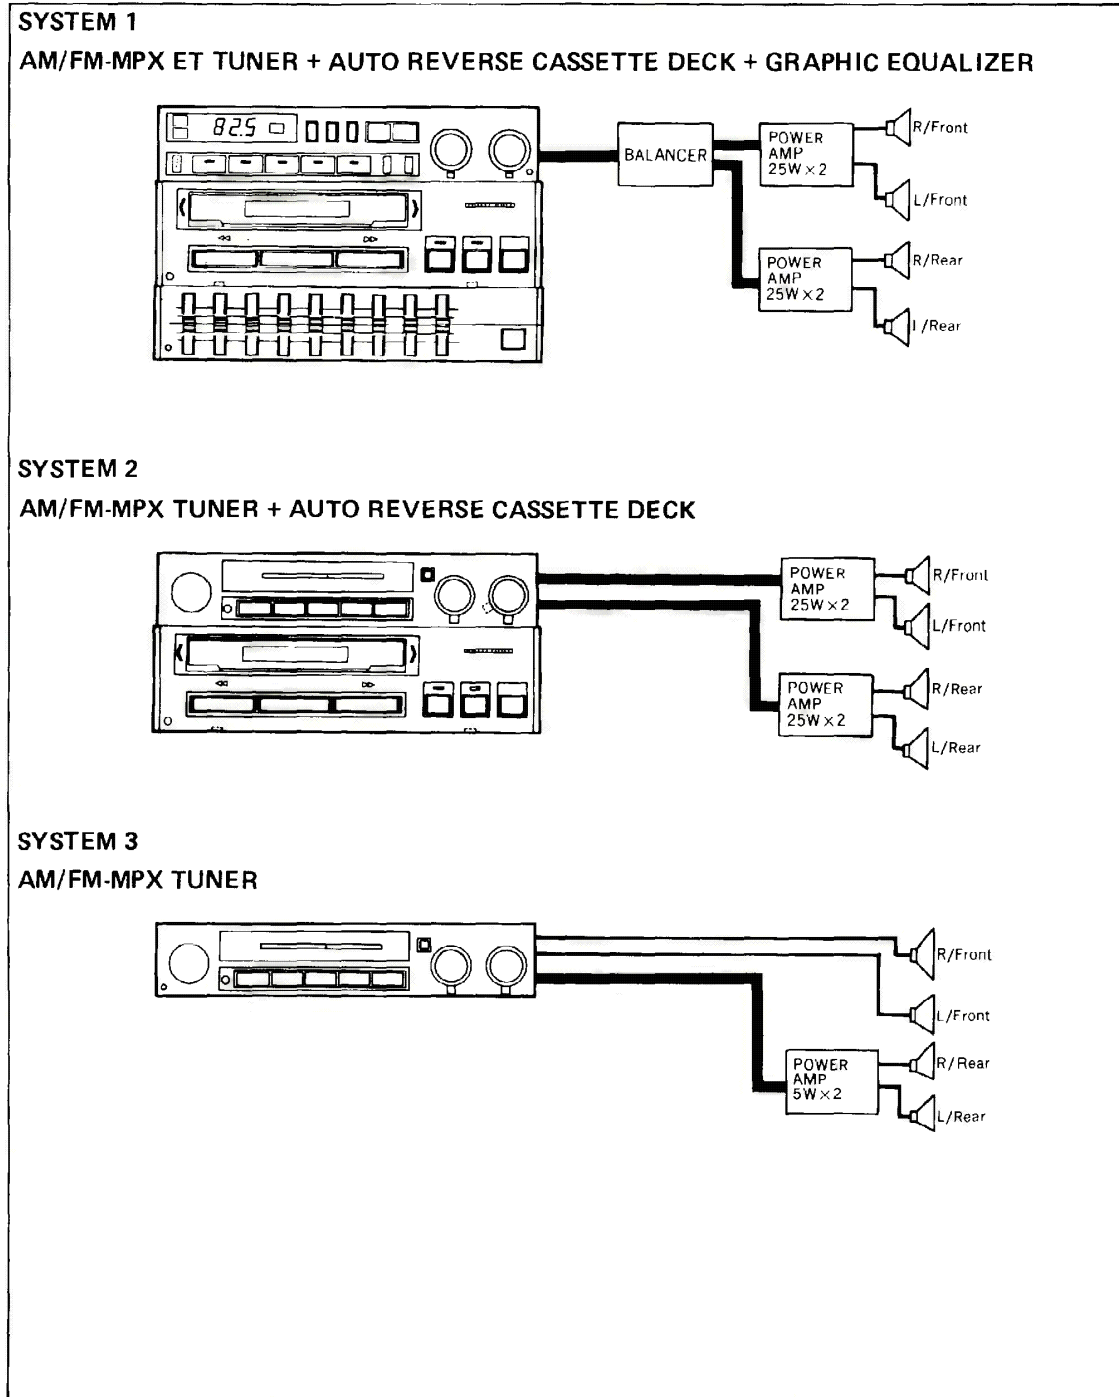 SYSTEM 1
AM/FM-MPX ET TUNER + AUTO REVERSE CASSETTE DECK + GRAPHIC EQUALIZER
82.5
BALANCER
POWER
AMP
25W×2
R/Front
L/Front
POWER
AMP
25W×2
R/Rear
L/Rear
SYSTEM 2
AM/FM-MPX TUNER + AUTO REVERSE CASSETTE DECK
POWER
AMP
25W×2
R/Front
L/Front
POWER
AMP
25W×2
R/Rear
L/Rear
SYSTEM 3
AM/FM-MPX TUNER
R/Front
L/Front
POWER
AMP
5W×2
R/Rear
L/Rear